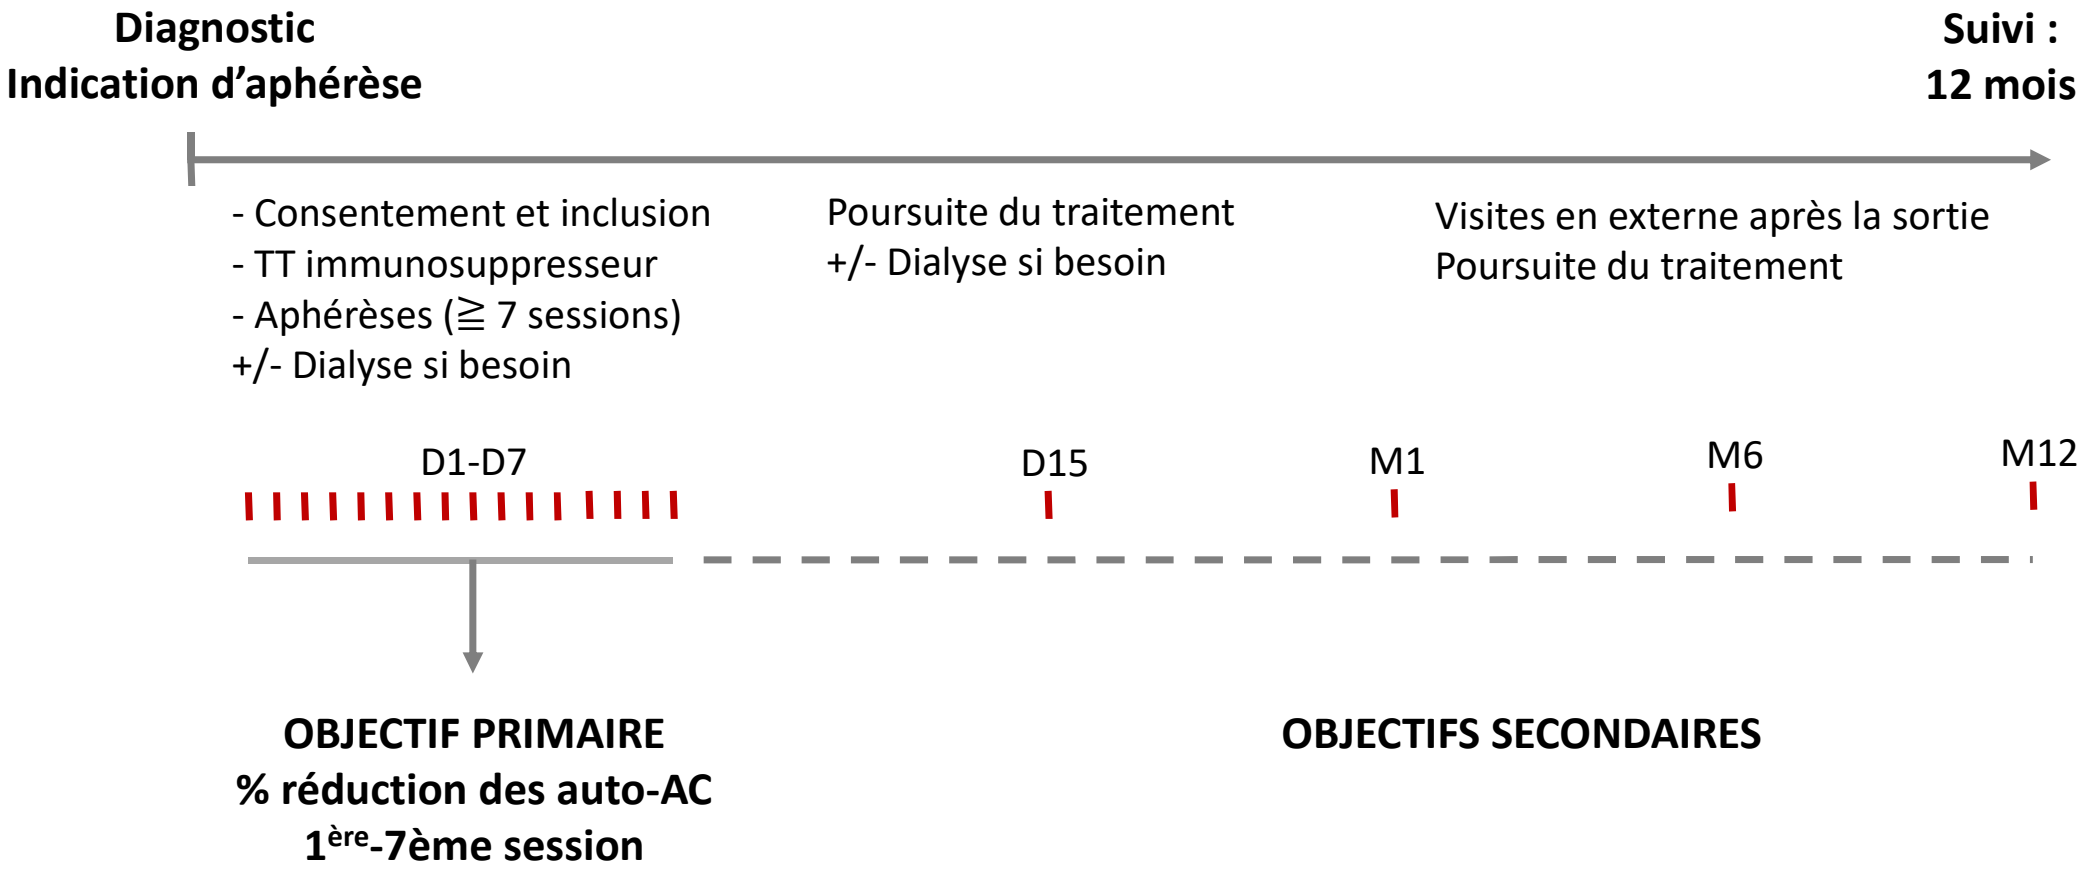 Diagnostic
Indication d’aphérèse
Suivi :
12 mois
- Consentement et inclusion
- TT immunosuppresseur
- Aphérèses (≧ 7 sessions)
+/- Dialyse si besoin
Poursuite du traitement
+/- Dialyse si besoin
Visites en externe après la sortie
Poursuite du traitement
D1-D7
D15
M1
M6
M12
OBJECTIF PRIMAIRE
% réduction des auto-AC
1ère-7ème session
OBJECTIFS SECONDAIRES